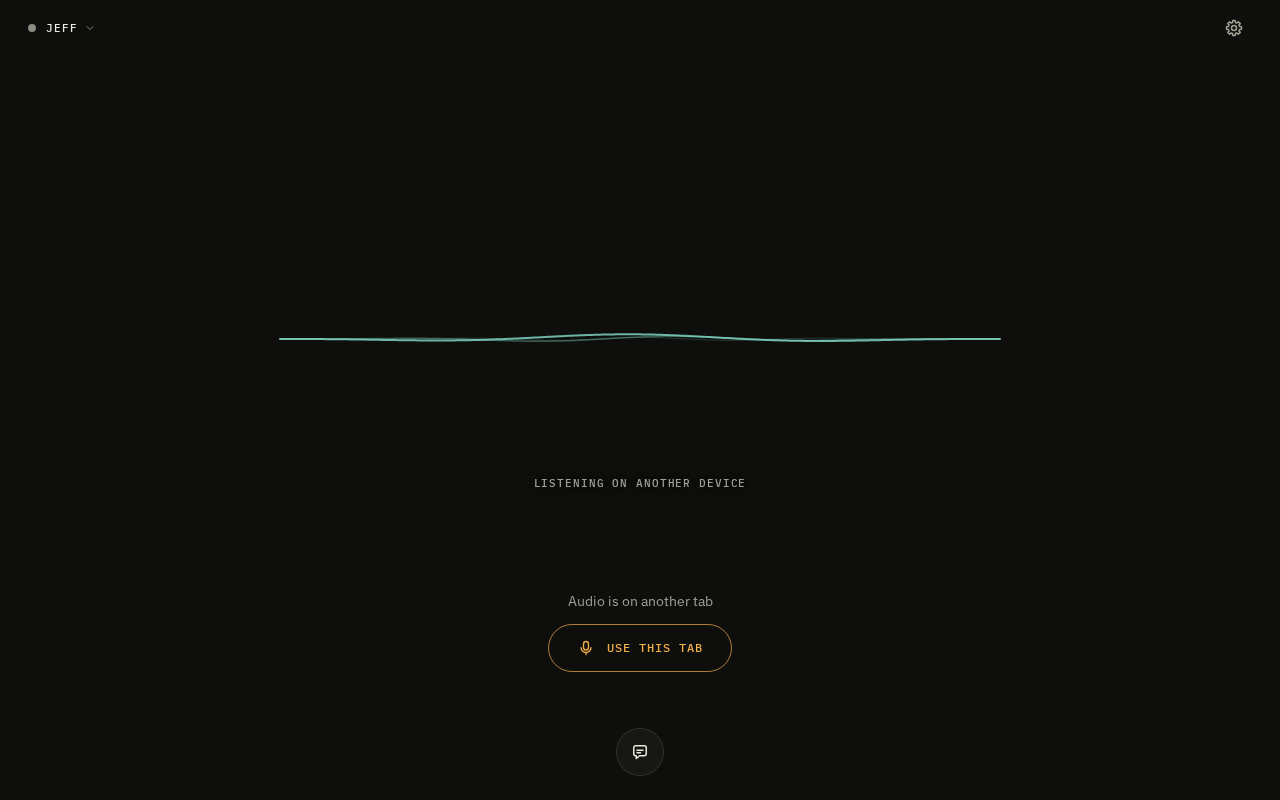 JEFF
LISTENING ON ANOTHER DEVICE
Audio is on another tab
USE THIS TAB